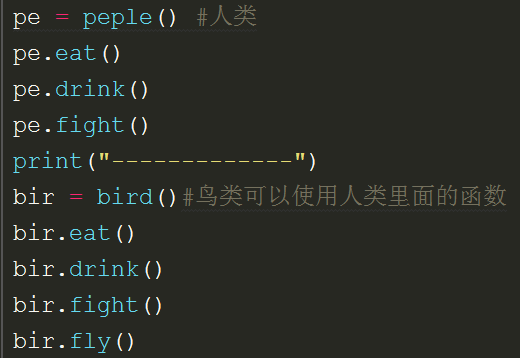 pe = peple() #人类
pe.eat()
pe.drink()
pe.fight()
print("-------------")
bir = bird()#鸟类可以使用人类里面的函数
bir.eat()
bir.drink()
bir.fight()
bir.fly()